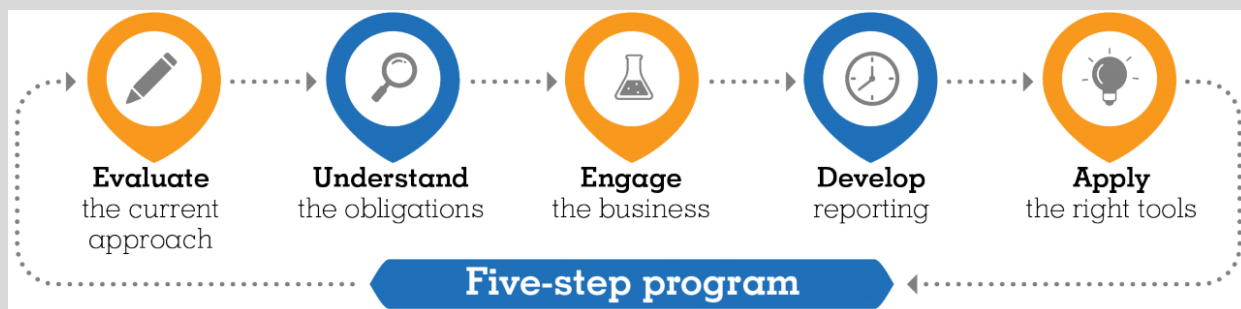 Evaluate
the current
approach
Understand
the obligations
Engage
the business
Develop
reporting
Apply
the right tools
Five-step program